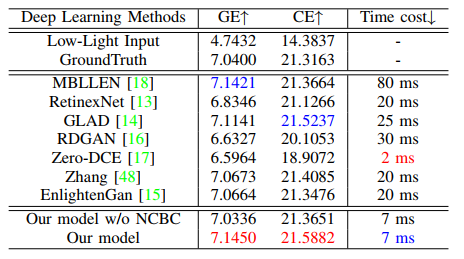 Deep Learning Methods GE↑ CE↑ Time cost↓
Low-Light Input 4.7432 14.3837 -
GroundTruth 7.0400 21.3163 -
MBLLEN [18] 7.1421 21.3664 80 ms
RetinexNet [13] 6.8346 21.1266 20 ms
GLAD [14] 7.1141 21.5237 25 ms
RDGAN [16] 6.6327 20.1053 30 ms
Zero-DCE [17] 6.5964 18.9072 2 ms
Zhang [48] 7.0673 21.4085 20 ms
EnlightenGan [15] 7.0664 21.3476 20 ms
Our model w/o NCBC 7.0336 21.3651 7 ms
Our model 7.1450 21.5882 7 ms